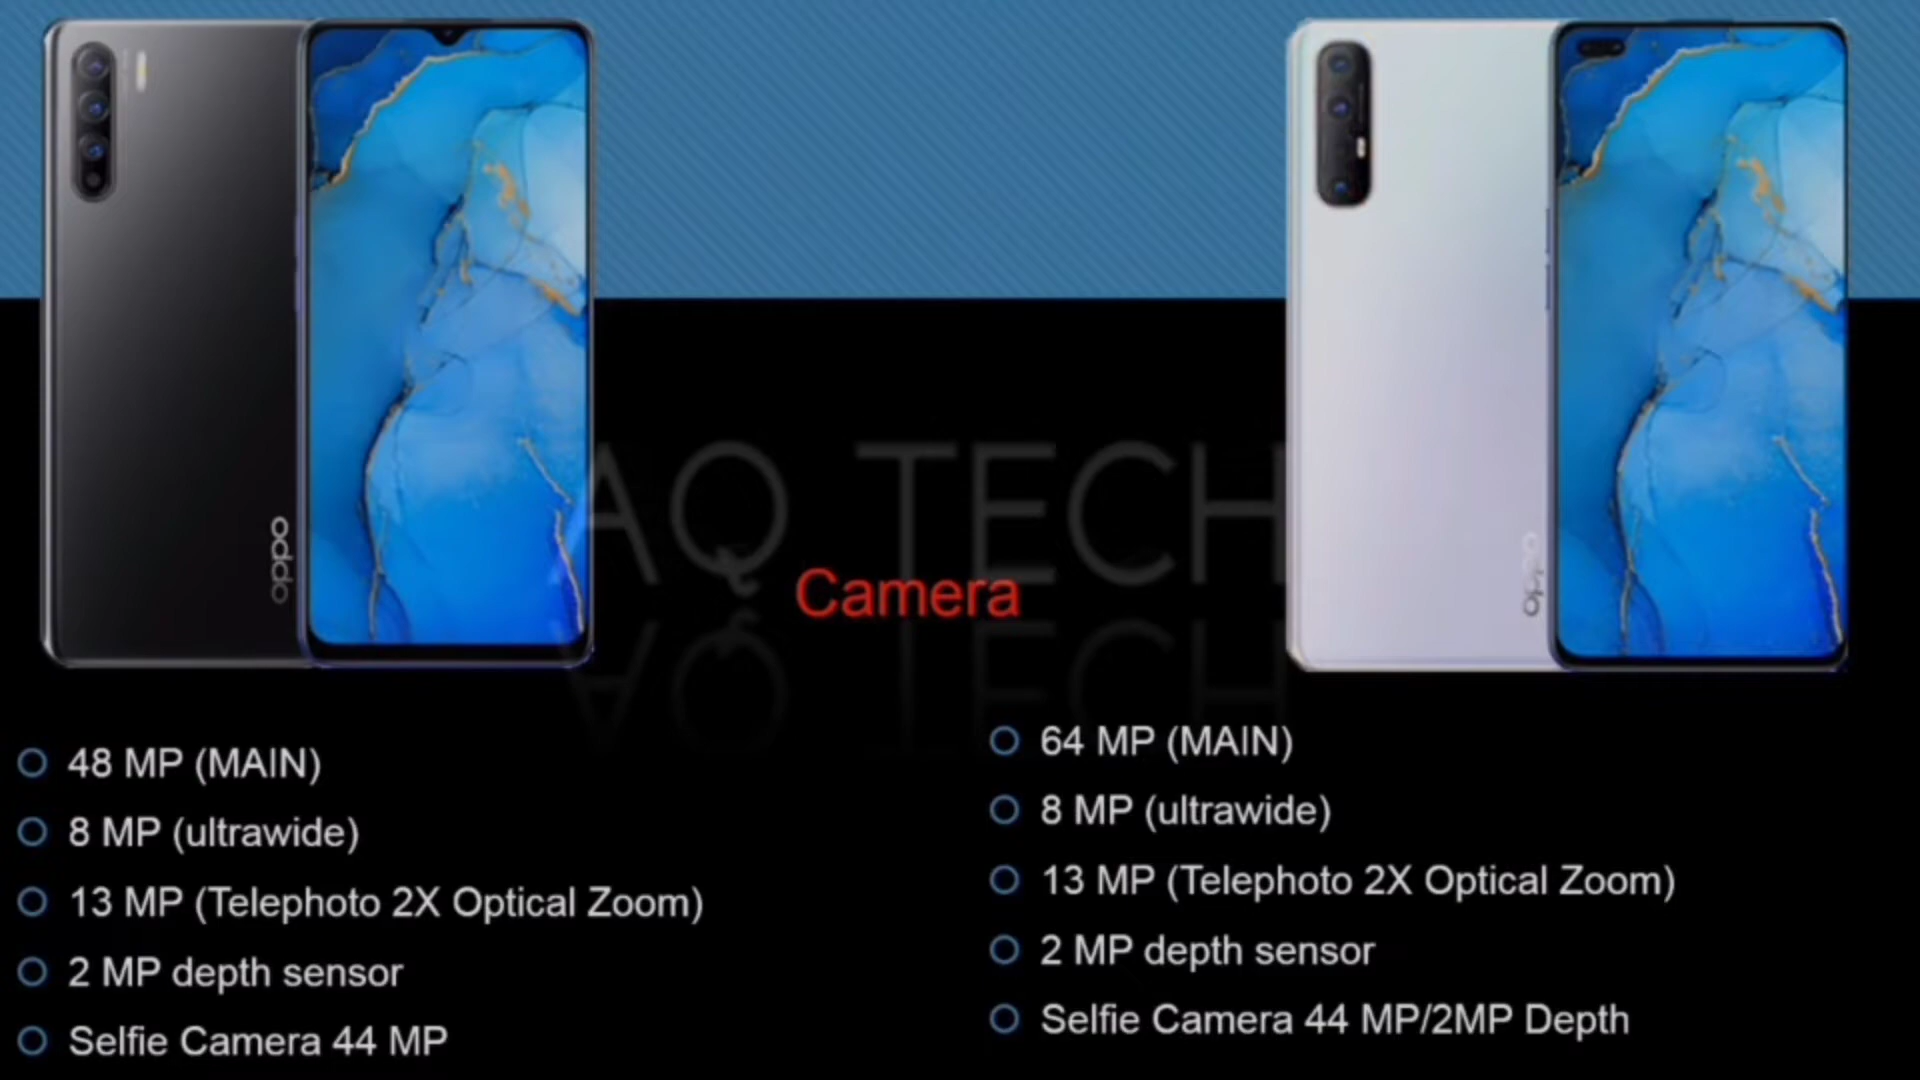 oppo
oppo
AQ TECH
Camera
48 MP (MAIN)
8 MP (ultrawide)
13 MP (Telephoto 2X Optical Zoom)
2 MP depth sensor
Selfie Camera 44 MP
64 MP (MAIN)
8 MP (ultrawide)
13 MP (Telephoto 2X Optical Zoom)
2 MP depth sensor
Selfie Camera 44 MP/2MP Depth